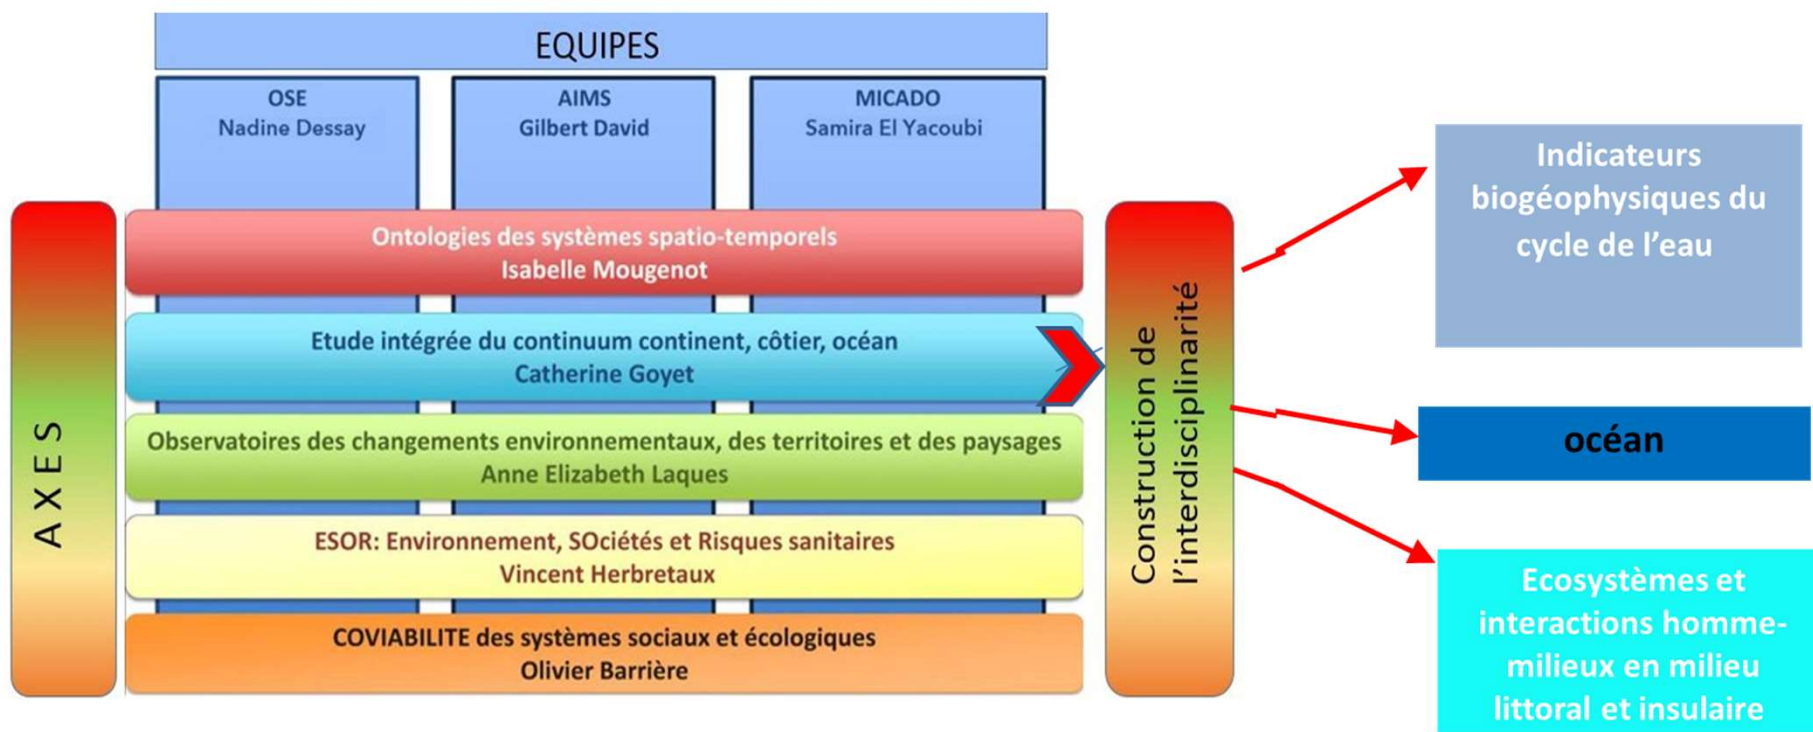 EQUIPES
OSE
Nadine Dessay
AIMS
Gilbert David
MICADO
Samira El Yacoubi
AXES
Ontologies des systèmes spatio-temporels
Isabelle Mougenot
Etude intégrée du continuum continent, côtier, océan
Catherine Goyet
Observatoires des changements environnementaux, des territoires et des paysages
Anne Elizabeth Laques
ESOR: Environnement, SOciétés et Risques sanitaires
Vincent Herbretaux
COVIABILITE des systèmes sociaux et écologiques
Olivier Barrière
Construction de
l'interdisciplinarité
Indicateurs
biogéophysiques du
cycle de l'eau
océan
Ecosystèmes et
interactions homme-
milieux en milieu
littoral et insulaire